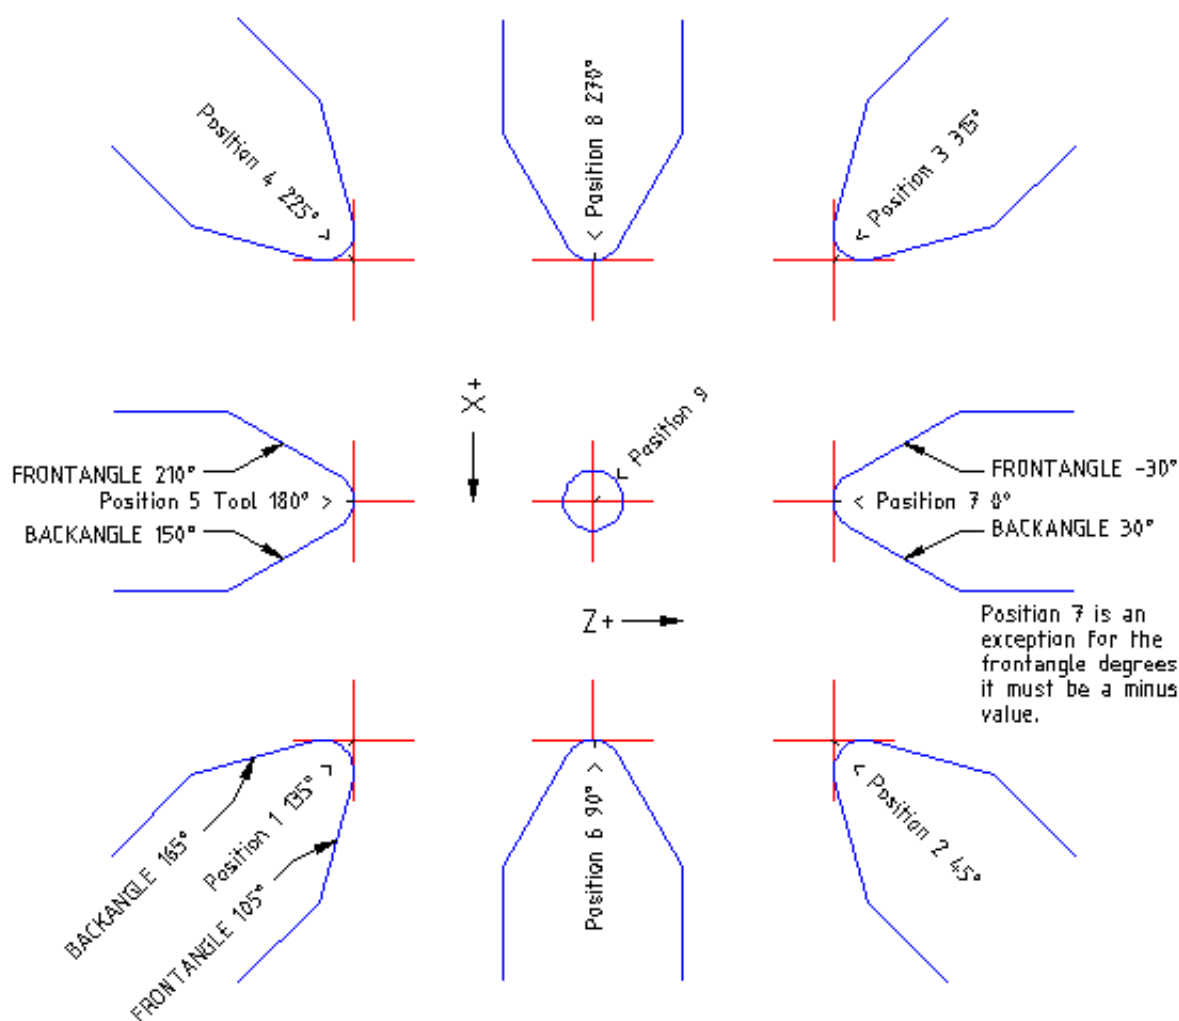 Position 4 225°
Position 8 270°
Position 3 315°
X+
Position 9
FRONTANGLE 210°
Position 5 Tool 180°
BACKANGLE 150°
FRONTANGLE -30°
Position 7 0°
BACKANGLE 30°
Z+
Position 7 is an
exception for the
frontangle degrees
it must be a minus
value.
BACKANGLE 165°
Position 1 135°
FRONTANGLE 105°
Position 6 90°
Position 2 45°